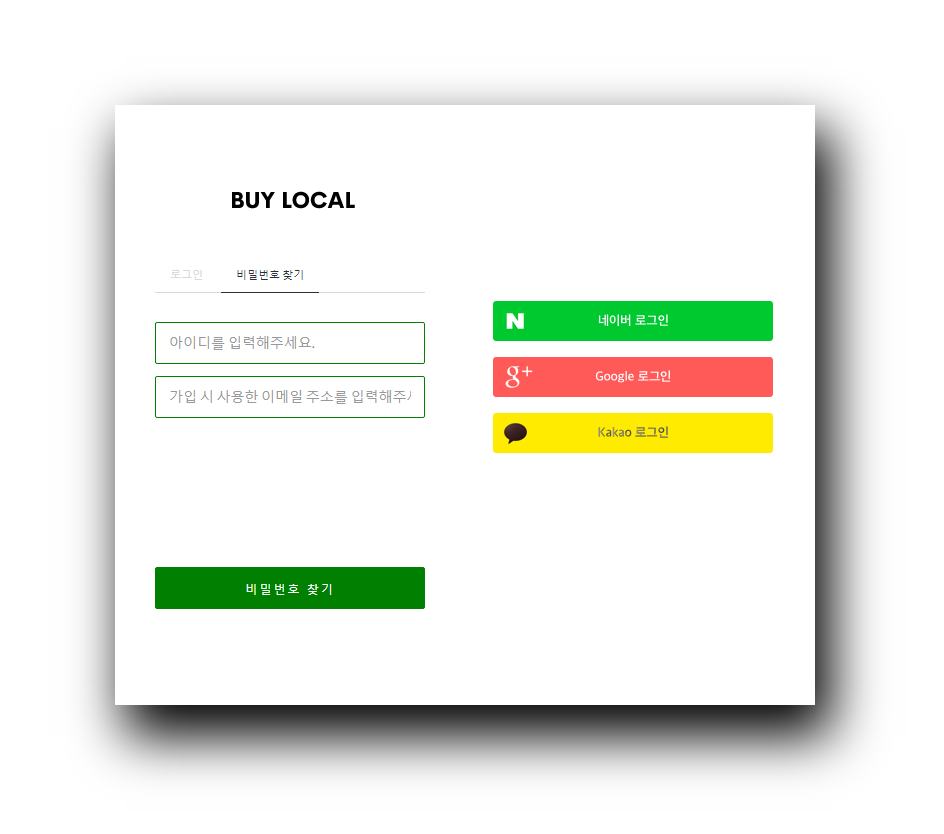 BUY LOCAL
로그인 비밀번호 찾기
아이디를 입력해주세요.
가입 시 사용한 이메일 주소를 입력해주
비밀번호 찾기
N 네이버 로그인
g+ Google 로그인
Kakao 로그인